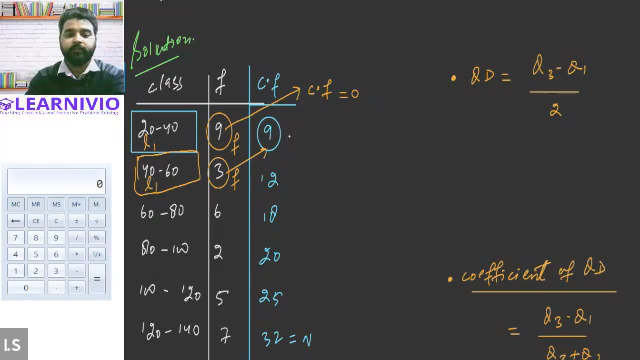 Solution.
class f c.f
c.f = 0
20-40 9 9
l1 f
40-60 3 12
l1 f
60-80 6 18
80-100 2 20
100-120 5 25
120-140 7 32 = N
• QD = Q3 - Q1
2
• coefficient of QD
= Q3 - Q1
Q3 + Q1
LEARNIVIO
0
MC MR MS M+ M-
← CE C ± √
7 8 9 / %
4 5 6 * 1/x
1 2 3 - =
0 . +
I.S